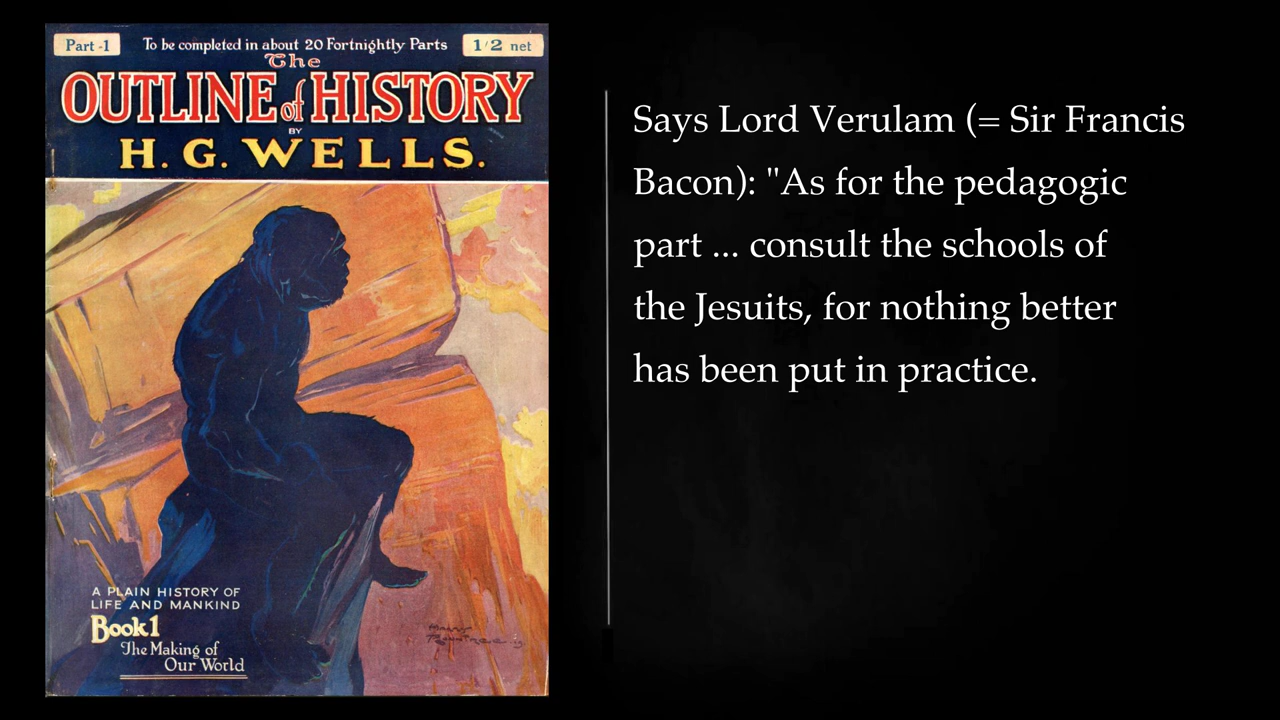 Part -1
To be completed in about 20 Fortnightly Parts
1/2 net
The
OUTLINE of HISTORY
BY
H. G. WELLS.
A PLAIN HISTORY OF
LIFE AND MANKIND
Book 1
The Making of
Our World
Says Lord Verulam (= Sir Francis
Bacon): "As for the pedagogic
part ... consult the schools of
the Jesuits, for nothing better
has been put in practice.